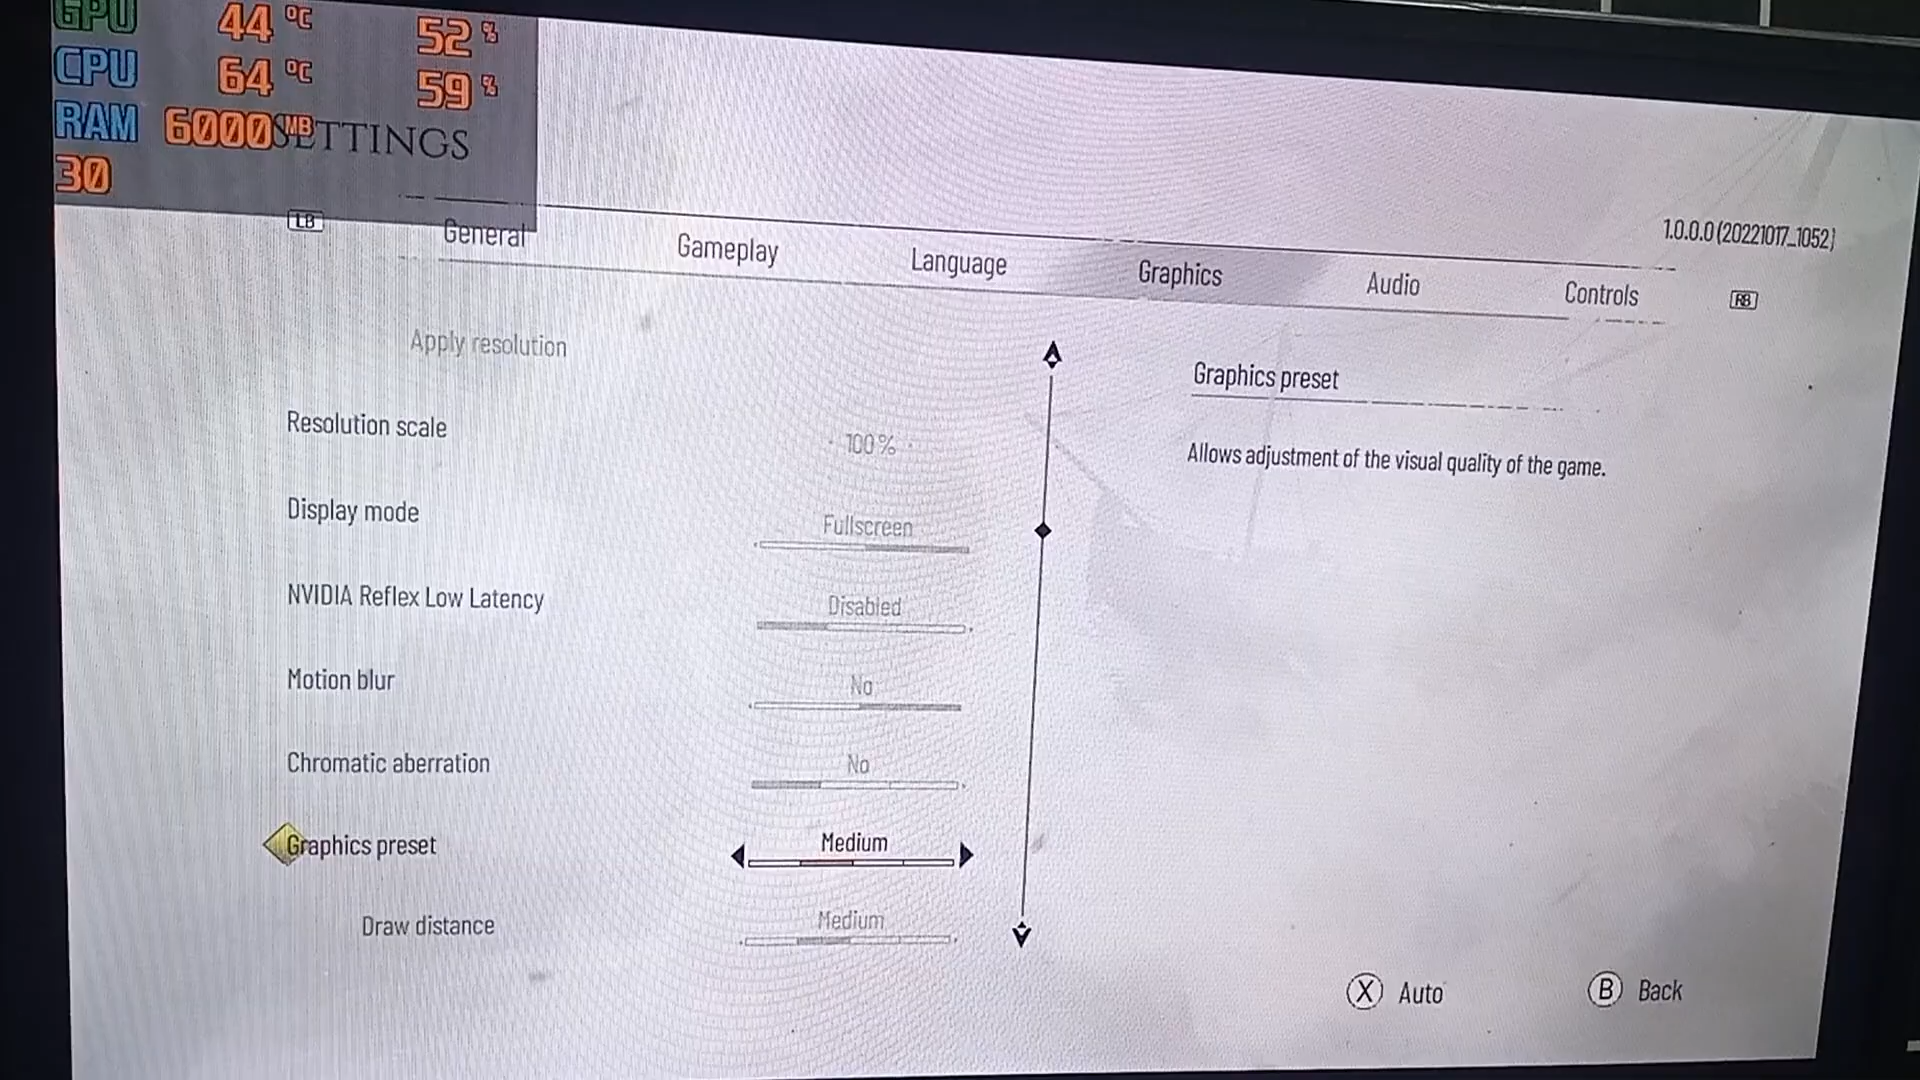 GPU 44 °C 52 %
CPU 64 °C 59 %
RAM 6000 MB
SETTINGS
30
1.0.0.0 (20221017_1052)
LB General Gameplay Language Graphics Audio Controls RB
Apply resolution
Resolution scale 100%
Display mode Fullscreen
NVIDIA Reflex Low Latency Disabled
Motion blur No
Chromatic aberration No
Graphics preset Medium
Draw distance Medium
Graphics preset
Allows adjustment of the visual quality of the game.
X Auto B Back